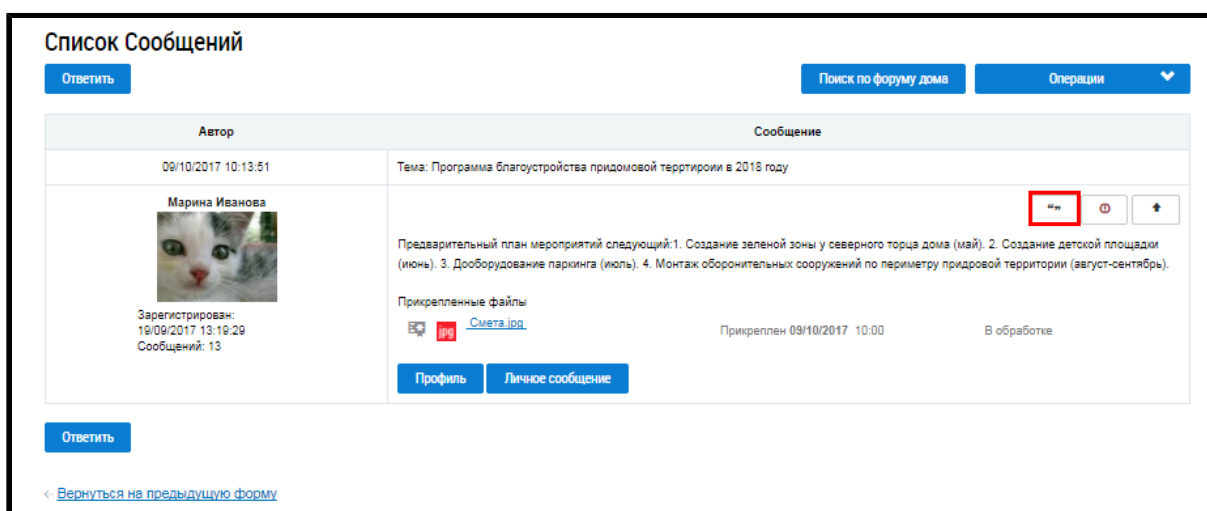 Список Сообщений
Ответить
Поиск по форуму дома
Операции
Автор
Сообщение
09/10/2017 10:13:51
Тема: Программа благоустройства придомовой терртироии в 2018 году
Марина Иванова
“„
Предварительный план мероприятий следующий:1. Создание зеленой зоны у северного торца дома (май). 2. Создание детской площадки
(июнь). 3. Дооборудование паркинга (июль). 4. Монтаж оборонительных сооружений по периметру придровой территории (август-сентябрь).
Зарегистрирован:
19/09/2017 13:19:29
Сообщений: 13
Прикрепленные файлы
jpg
Смета.jpg
Прикреплен 09/10/2017 10:00
В обработке
Профиль
Личное сообщение
Ответить
Вернуться на предыдущую форму